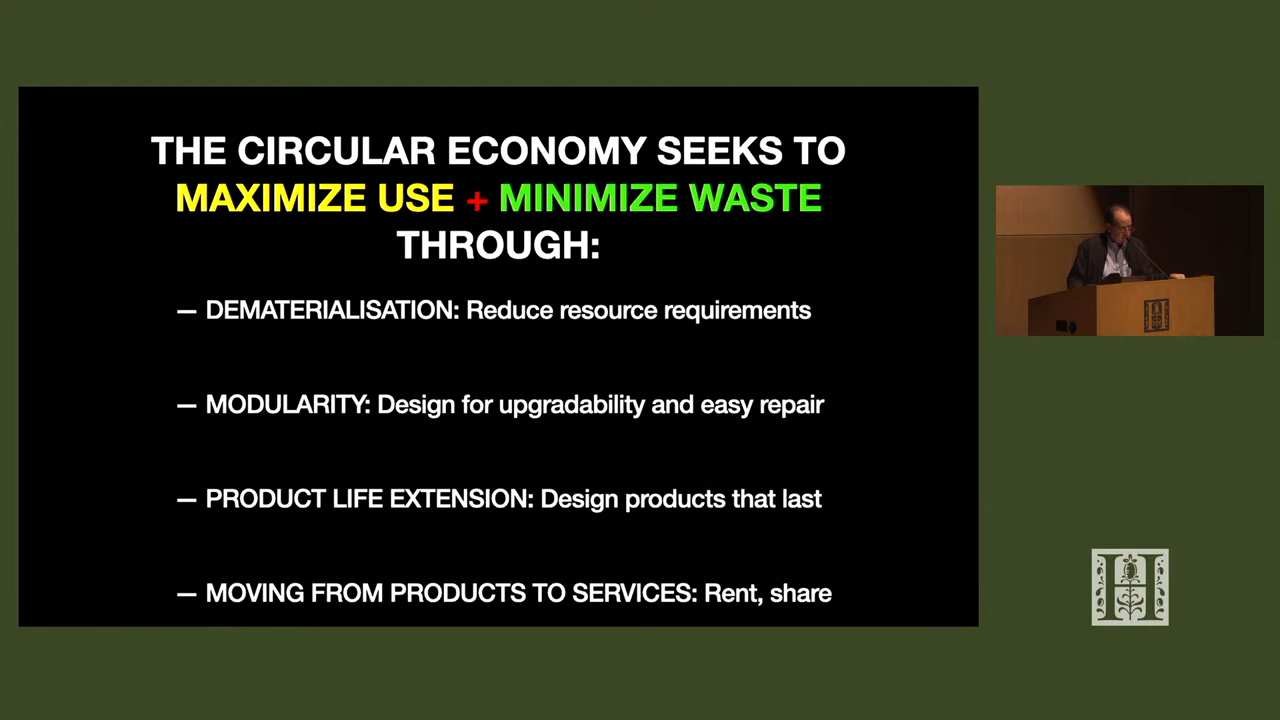 THE CIRCULAR ECONOMY SEEKS TO
MAXIMIZE USE + MINIMIZE WASTE
THROUGH:
— DEMATERIALISATION: Reduce resource requirements
— MODULARITY: Design for upgradability and easy repair
— PRODUCT LIFE EXTENSION: Design products that last
— MOVING FROM PRODUCTS TO SERVICES: Rent, share
H
H